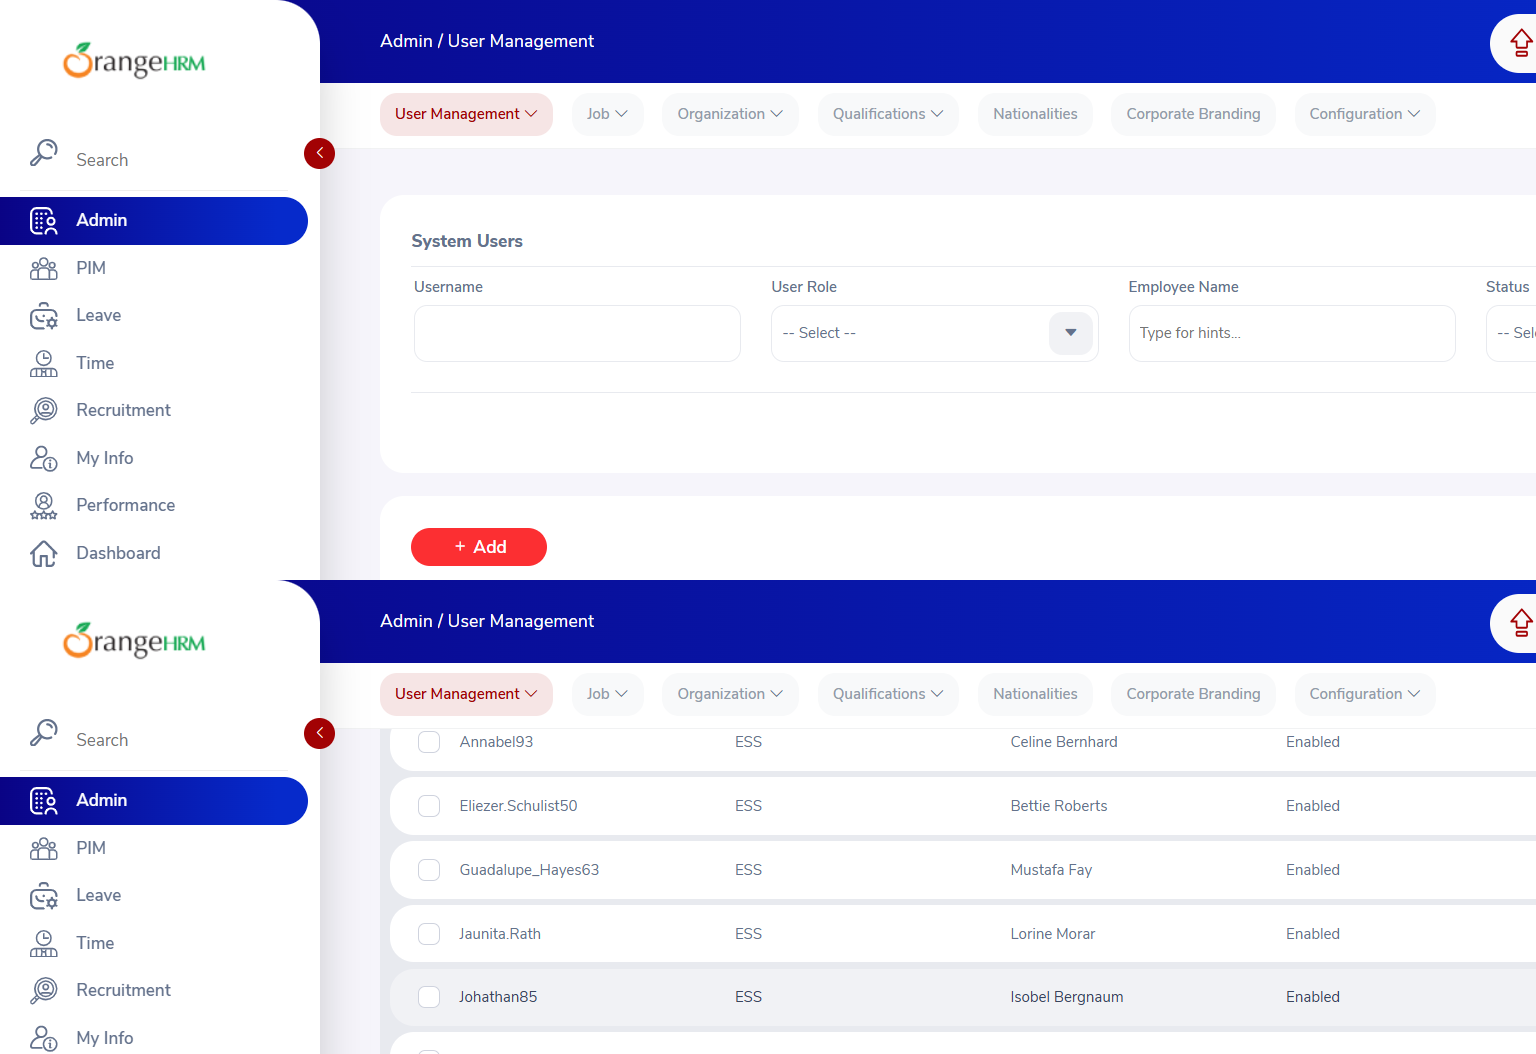 OrangeHRM
Admin / User Management
User Management
Job
Organization
Qualifications
Nationalities
Corporate Branding
Configuration
Search
Admin
PIM
Leave
Time
Recruitment
My Info
Performance
Dashboard
System Users
Username
User Role
Employee Name
Status
-- Select --
Type for hints...
-- Sel
+ Add
OrangeHRM
Admin / User Management
User Management
Job
Organization
Qualifications
Nationalities
Corporate Branding
Configuration
Search
Admin
PIM
Leave
Time
Recruitment
My Info
Annabel93 ESS Celine Bernhard Enabled
Eliezer.Schulist50 ESS Bettie Roberts Enabled
Guadalupe_Hayes63 ESS Mustafa Fay Enabled
Jaunita.Rath ESS Lorine Morar Enabled
Johathan85 ESS Isobel Bergnaum Enabled